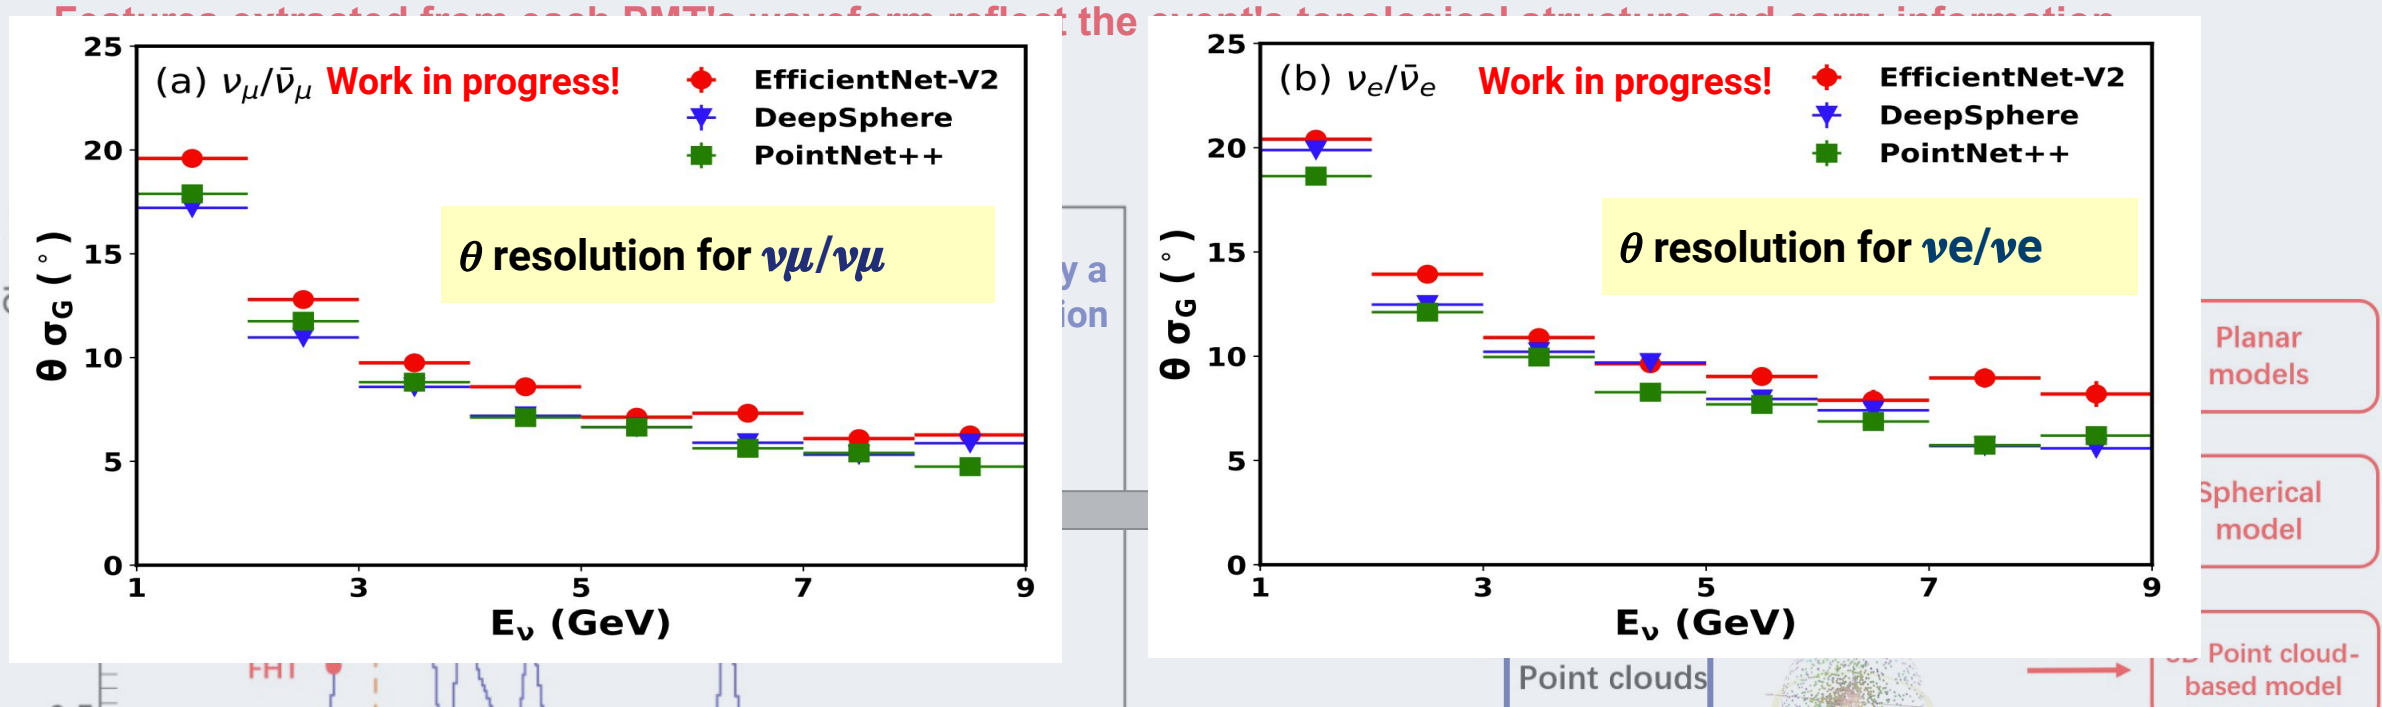 Features extracted from each PMT's waveform reflect the event's topological structure and carry information
25
20
15
10
5
0
θ σG (°)
(a) νμ/ν̄μ Work in progress!
EfficientNet-V2
DeepSphere
PointNet++
θ resolution for νμ/νμ
1 3 5 7 9
Eν (GeV)
y a
ion
25
20
15
10
5
0
θ σG (°)
(b) νe/ν̄e Work in progress!
EfficientNet-V2
DeepSphere
PointNet++
θ resolution for νe/νe
1 3 5 7 9
Eν (GeV)
Planar
models
Spherical
model
3D Point cloud-
based model
FHT
Point clouds